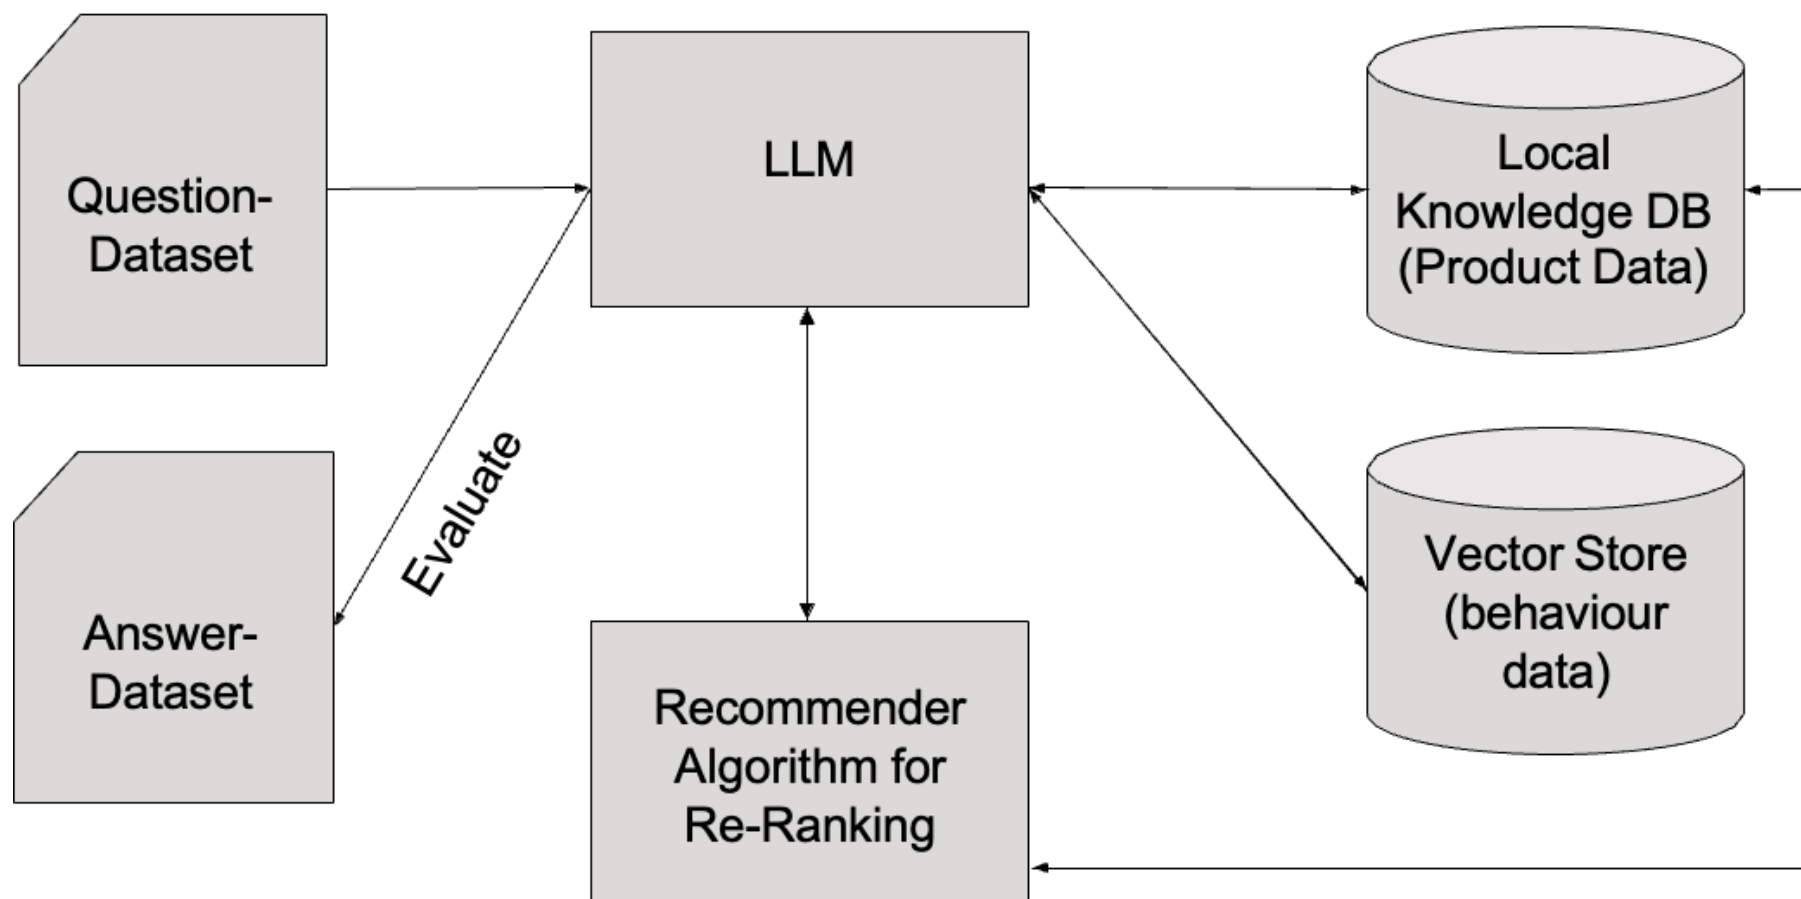 Question-
Dataset
LLM
Local
Knowledge DB
(Product Data)
Evaluate
Answer-
Dataset
Recommender
Algorithm for
Re-Ranking
Vector Store
(behaviour
data)